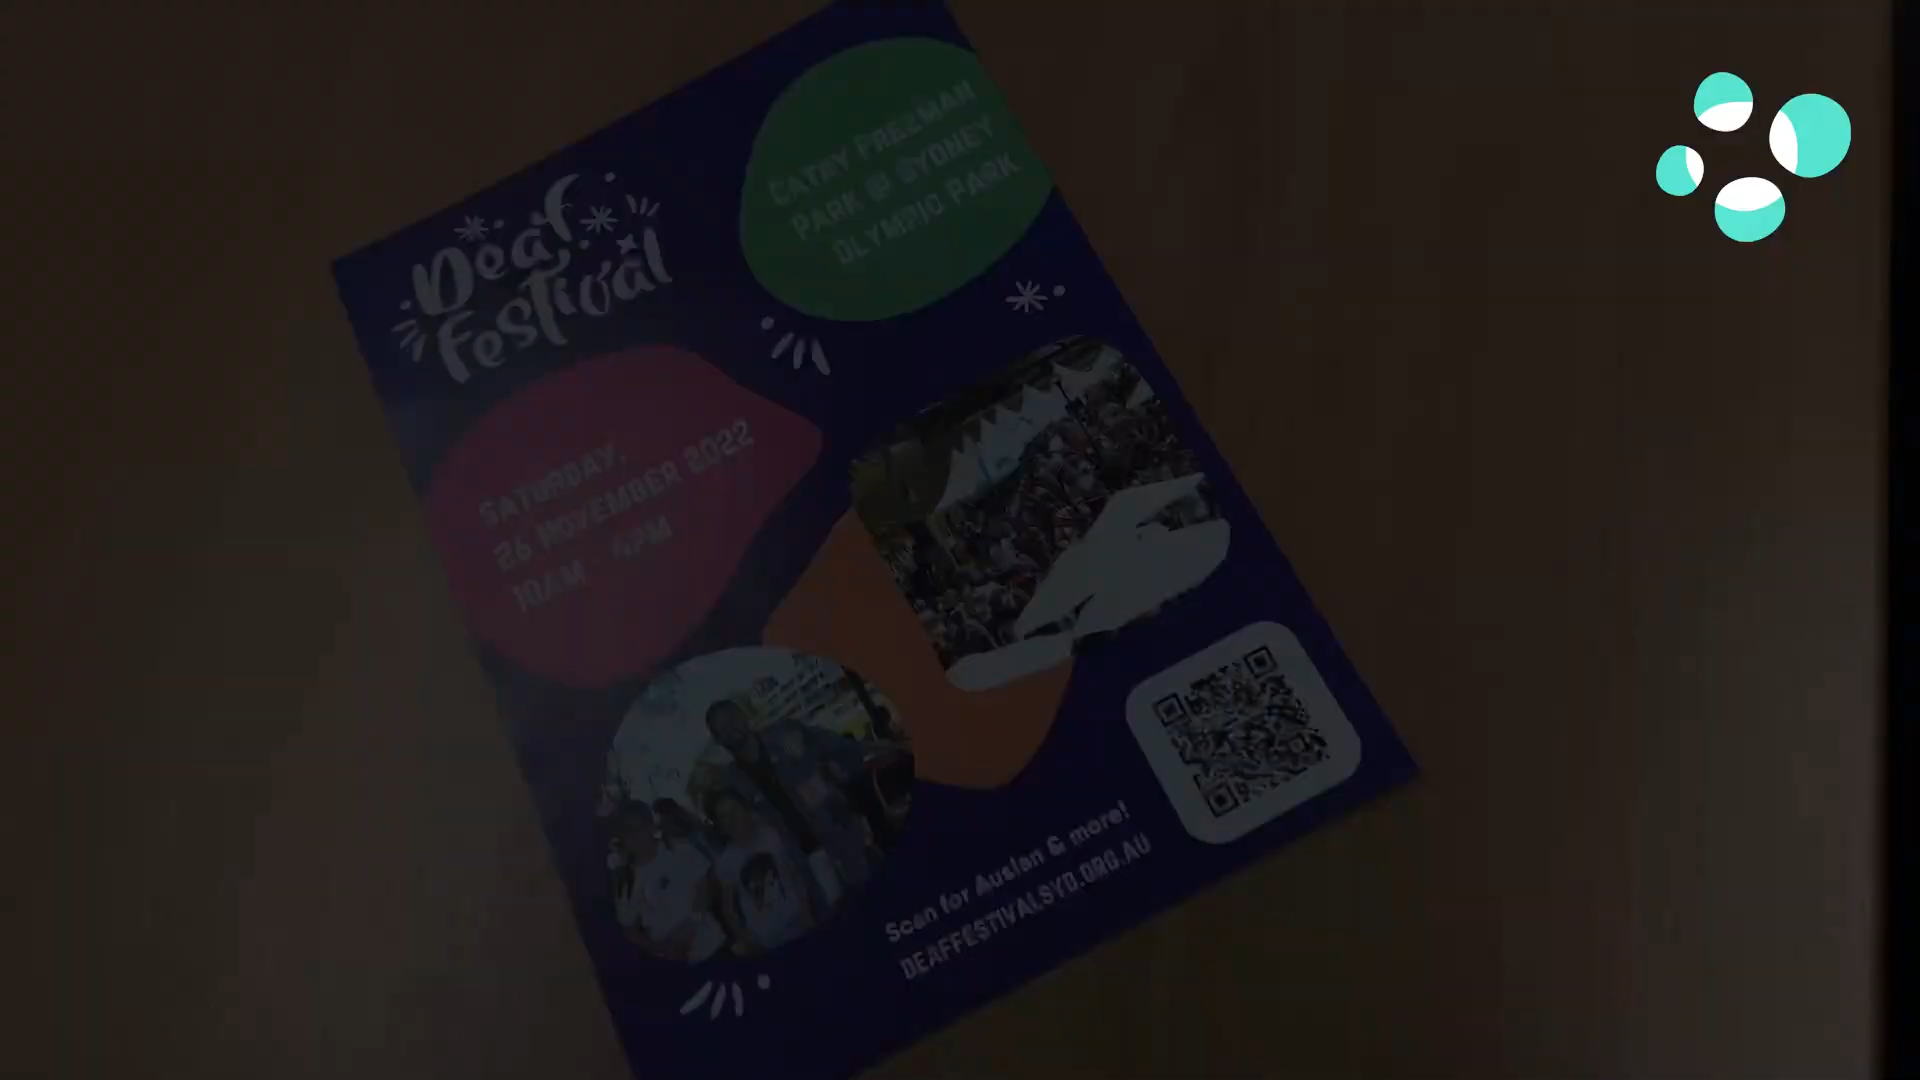 Deaf
Festival
CATHY FREEMAN
PARK @ SYDNEY
OLYMPIC PARK
SATURDAY,
26 NOVEMBER 2022
10AM - 4PM
Scan for Auslan & more!
DEAFFESTIVALSYD.ORG.AU